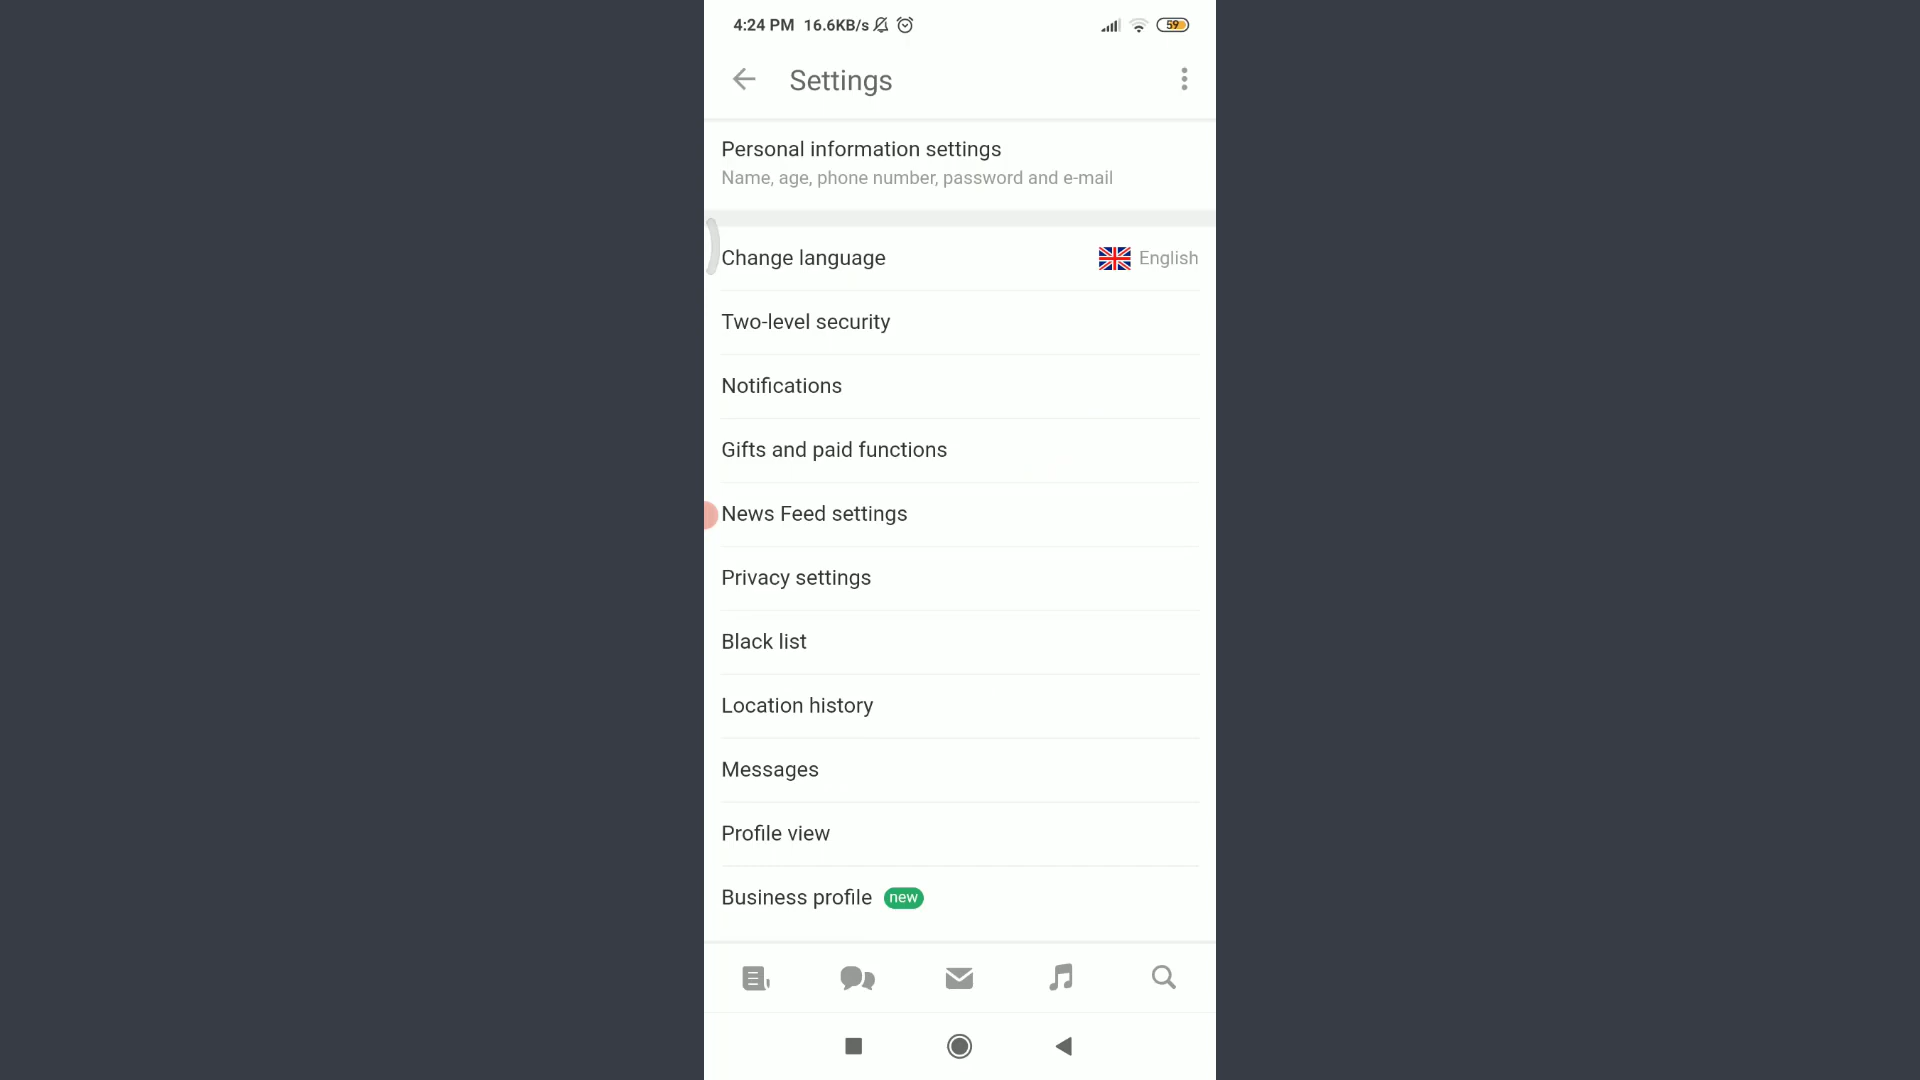 4:24 PM 16.6KB/s 59
Settings
Personal information settings
Name, age, phone number, password and e-mail
Change language English
Two-level security
Notifications
Gifts and paid functions
News Feed settings
Privacy settings
Black list
Location history
Messages
Profile view
Business profile new